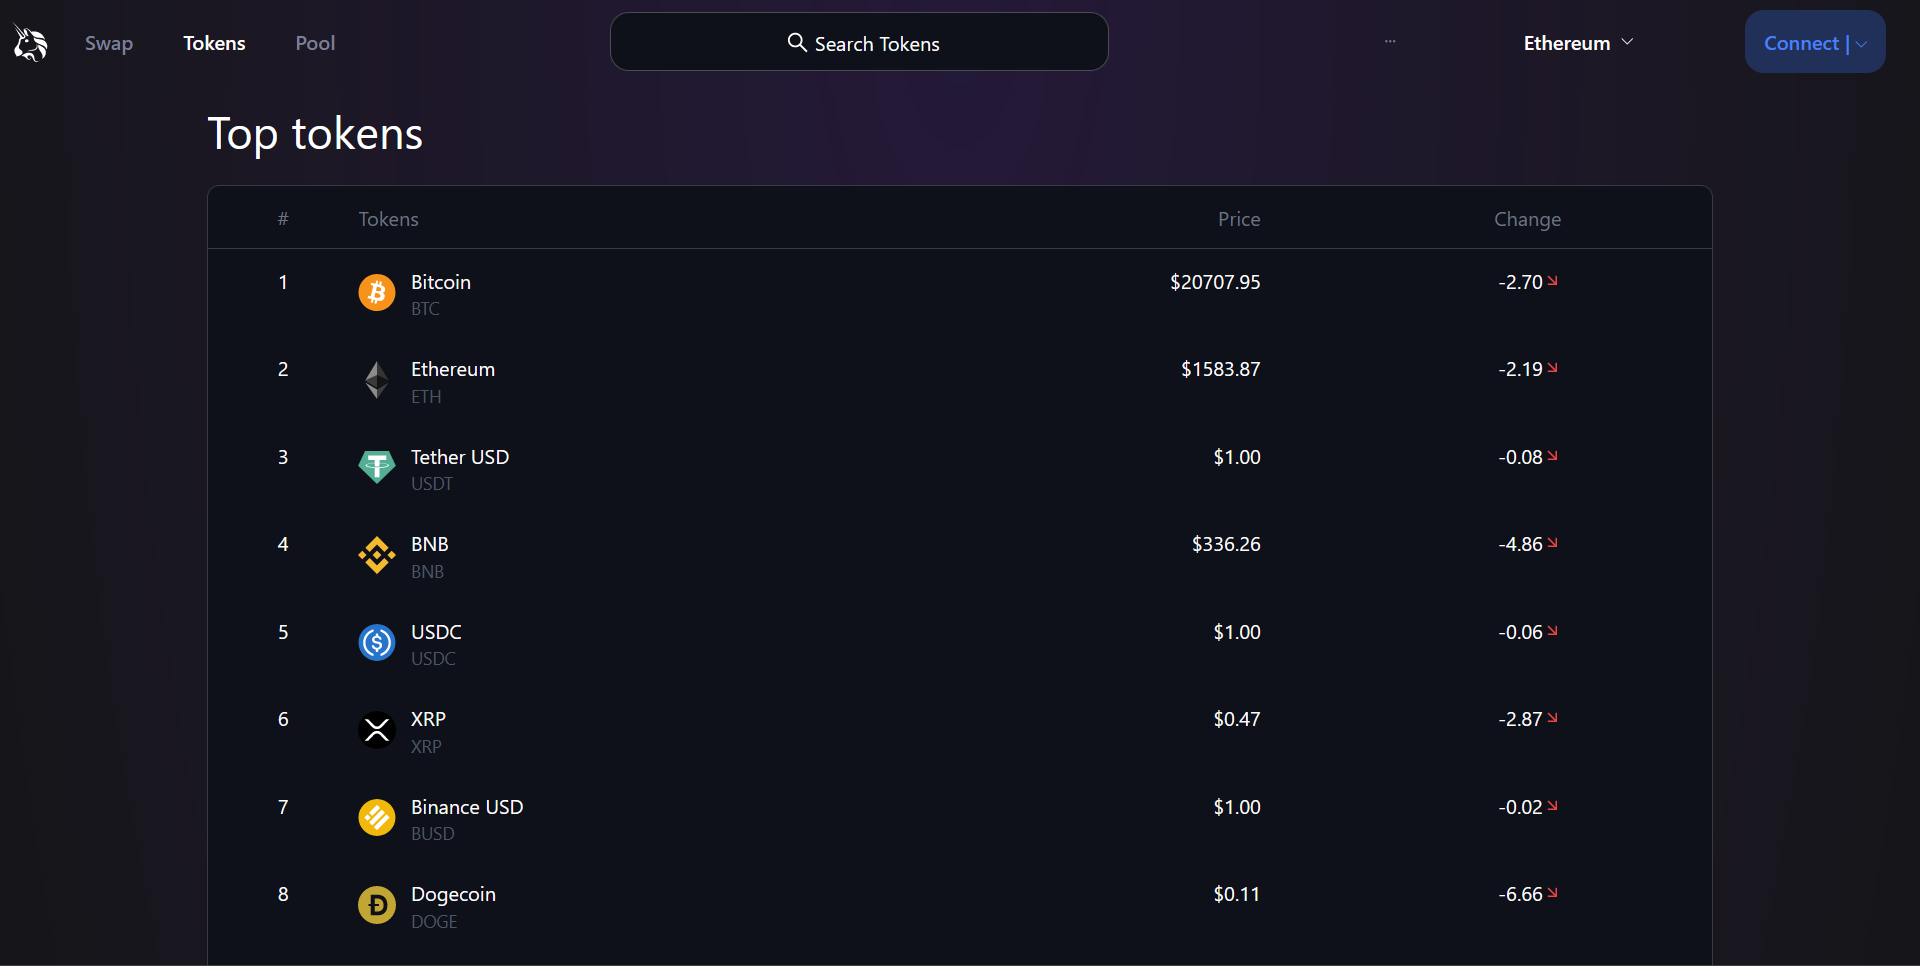 Swap Tokens Pool Search Tokens ... Ethereum Connect |
Top tokens
# Tokens Price Change
1 Bitcoin $20707.95 -2.70
BTC
2 Ethereum $1583.87 -2.19
ETH
3 Tether USD $1.00 -0.08
USDT
4 BNB $336.26 -4.86
BNB
5 USDC $1.00 -0.06
USDC
6 XRP $0.47 -2.87
XRP
7 Binance USD $1.00 -0.02
BUSD
8 Dogecoin $0.11 -6.66
DOGE